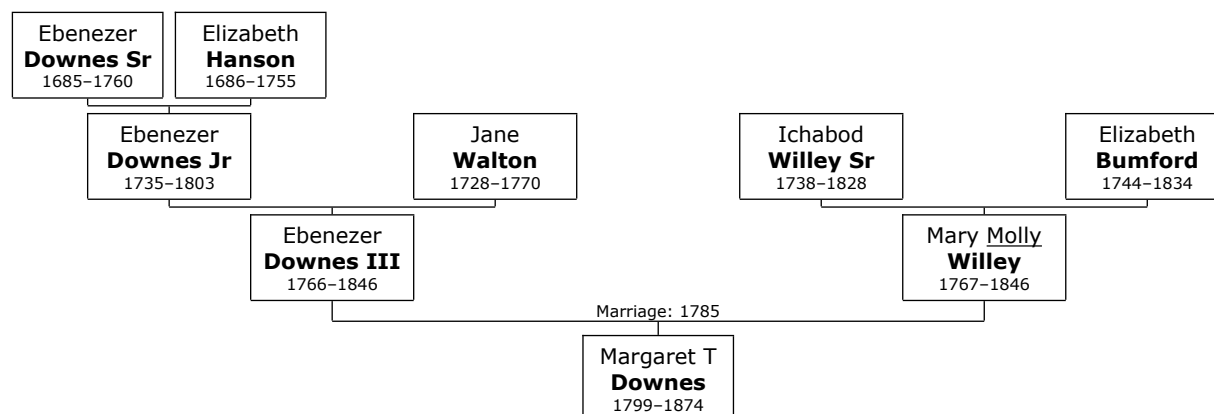 Ebenezer
Downes Sr
1685–1760
Elizabeth
Hanson
1686–1755
Ebenezer
Downes Jr
1735–1803
Jane
Walton
1728–1770
Ichabod
Willey Sr
1738–1828
Elizabeth
Bumford
1744–1834
Ebenezer
Downes III
1766–1846
Mary Molly
Willey
1767–1846
Marriage: 1785
Margaret T
Downes
1799–1874